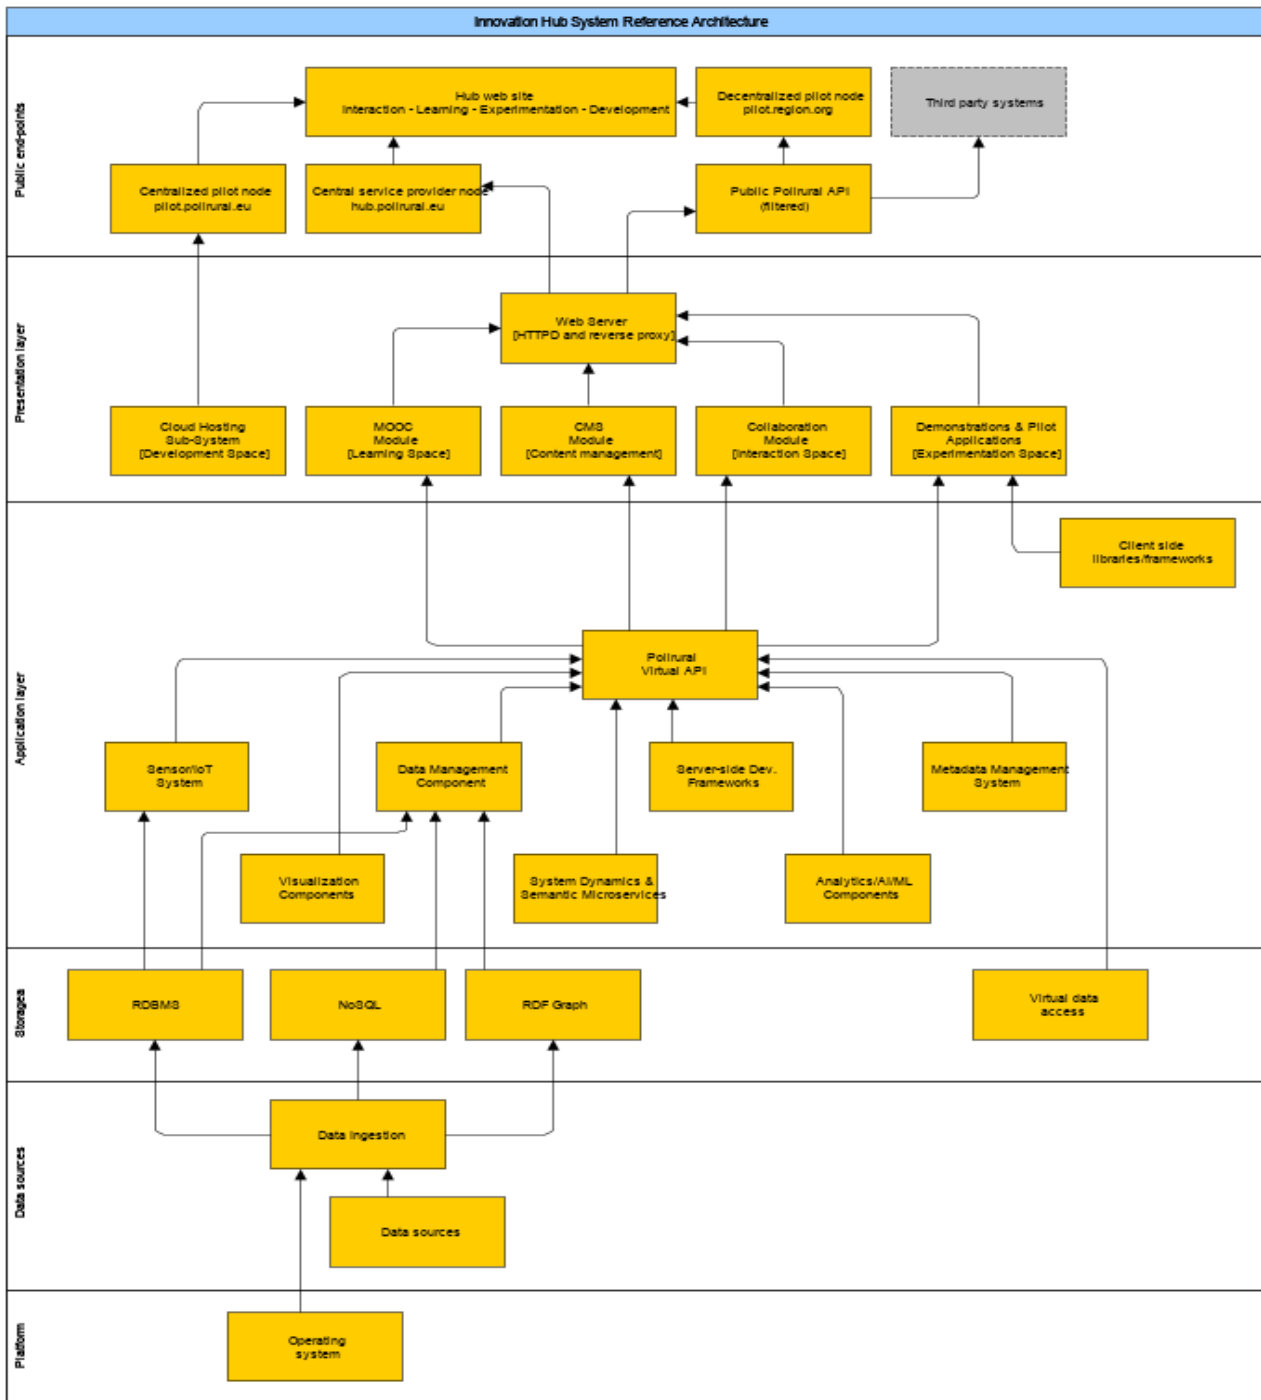 Innovation Hub System Reference Architecture
Public end-points
Hub web site
Interaction - Learning - Experimentation - Development
Decentralized pilot node
pilot.region.org
Third party systems
Centralized pilot node
pilot.polirural.eu
Central service provider node
hub.polirural.eu
Public Polirural API
(filtered)
Presentation layer
Web Server
[HTTPD and reverse proxy]
Cloud Hosting
Sub-System
[Development Space]
MOOC
Module
[Learning Space]
CMS
Module
[Content management]
Collaboration
Module
[Interaction Space]
Demonstrations & Pilot
Applications
[Experimentation Space]
Application layer
Client side
libraries/frameworks
Polirural
Virtual API
Sensor/IoT
System
Data Management
Component
Server-side Dev.
Frameworks
Metadata Management
System
Visualization
Components
System Dynamics &
Semantic Microservices
Analytics/AI/ML
Components
Storagea
RDBMS
NoSQL
RDF Graph
Virtual data
access
Data sources
Data Ingestion
Data sources
Platform
Operating
system